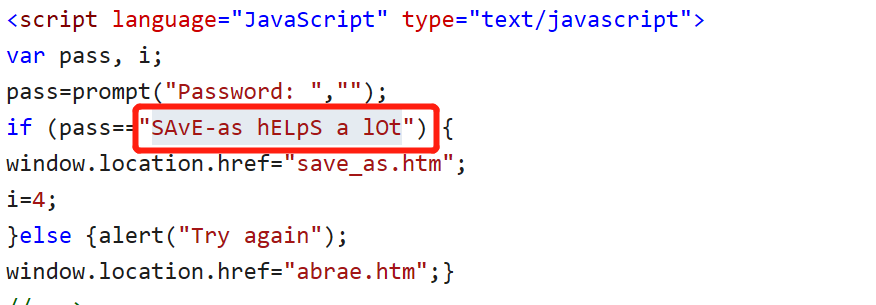 <script language="JavaScript" type="text/javascript">
var pass, i;
pass=prompt("Password: ","");
if (pass=="SAvE-as hELpS a lOt") {
window.location.href="save_as.htm";
i=4;
}else {alert("Try again");
window.location.href="abrae.htm";}